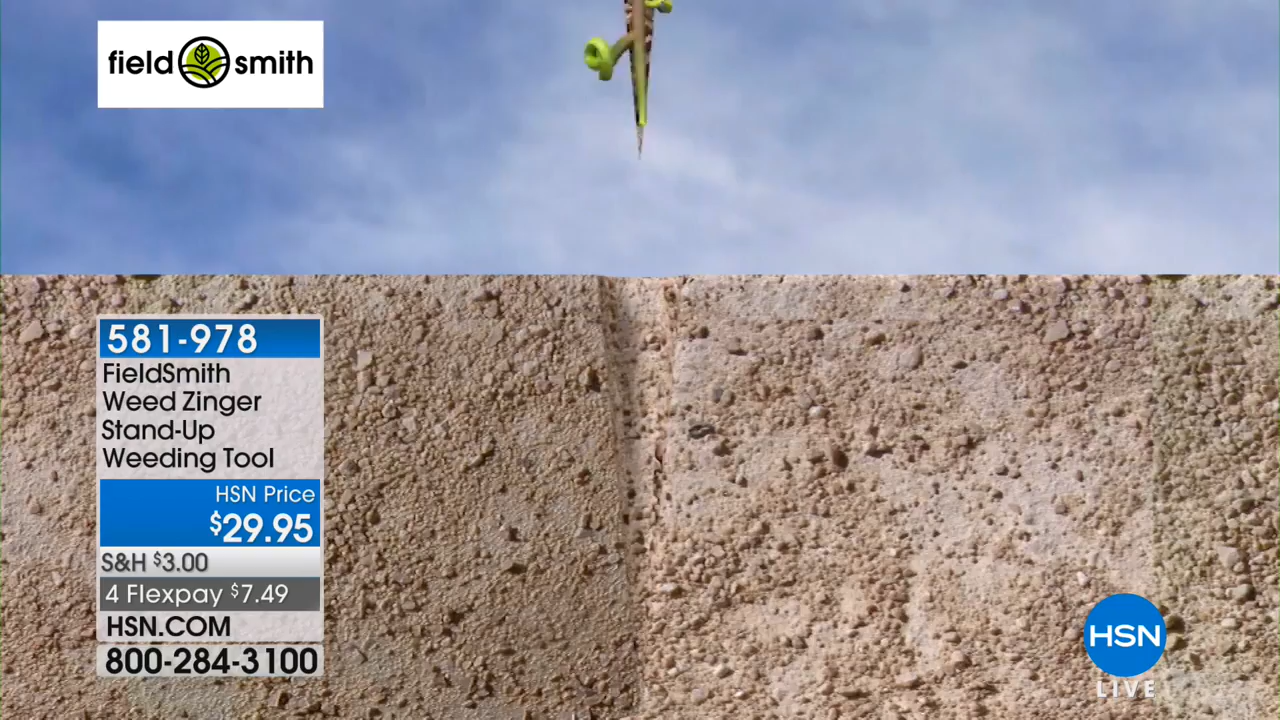 field smith
581-978
FieldSmith
Weed Zinger
Stand-Up
Weeding Tool
HSN Price
$29.95
S&H $3.00
4 Flexpay $7.49
HSN.COM
800-284-3100
HSN
LIVE